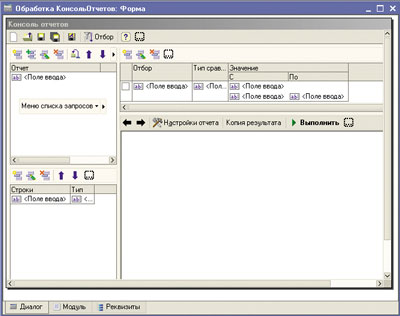 Обработка КонсольОтчетов: Форма
Консоль отчетов
Отбор
Отчет
<Поле ввода>
Меню списка запросов
Отбор Тип срав... Значение
С По
<Поле ввода> <Пол... <Поле ввода>
<Поле ввода> <Поле ввода>
Настройки отчета Копия результата Выполнить
Строки Тип
<Поле ввода> <...
Диалог Модуль Реквизиты